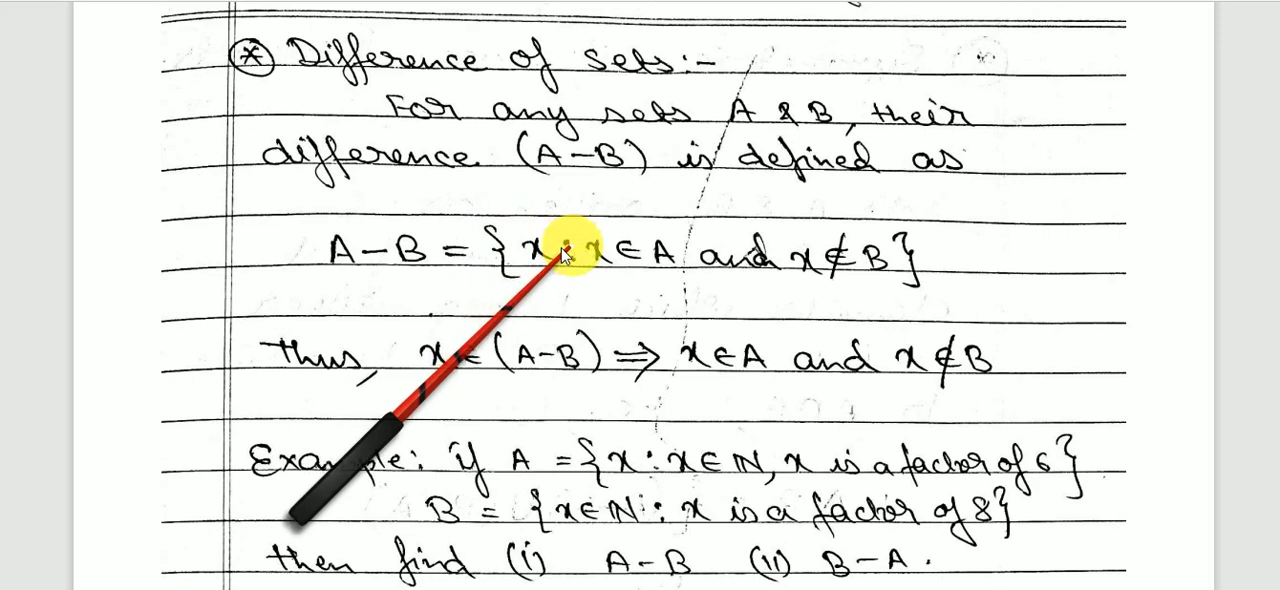 * Difference of sets:-
For any sets A & B, their
difference (A-B) is defined as
A-B = {x : x ∈ A and x ∉ B}
thus, x ∈ (A-B) ⇒ x ∈ A and x ∉ B
Example: if A = {x : x ∈ N, x is a factor of 6}
B = {x ∈ N : x is a factor of 8}
then find (i) A-B (ii) B-A.